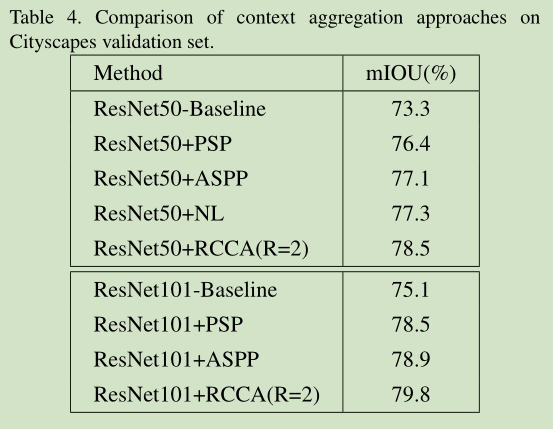 Table 4. Comparison of context aggregation approaches on
Cityscapes validation set.
Method mIOU(%)
ResNet50-Baseline 73.3
ResNet50+PSP 76.4
ResNet50+ASPP 77.1
ResNet50+NL 77.3
ResNet50+RCCA(R=2) 78.5
ResNet101-Baseline 75.1
ResNet101+PSP 78.5
ResNet101+ASPP 78.9
ResNet101+RCCA(R=2) 79.8